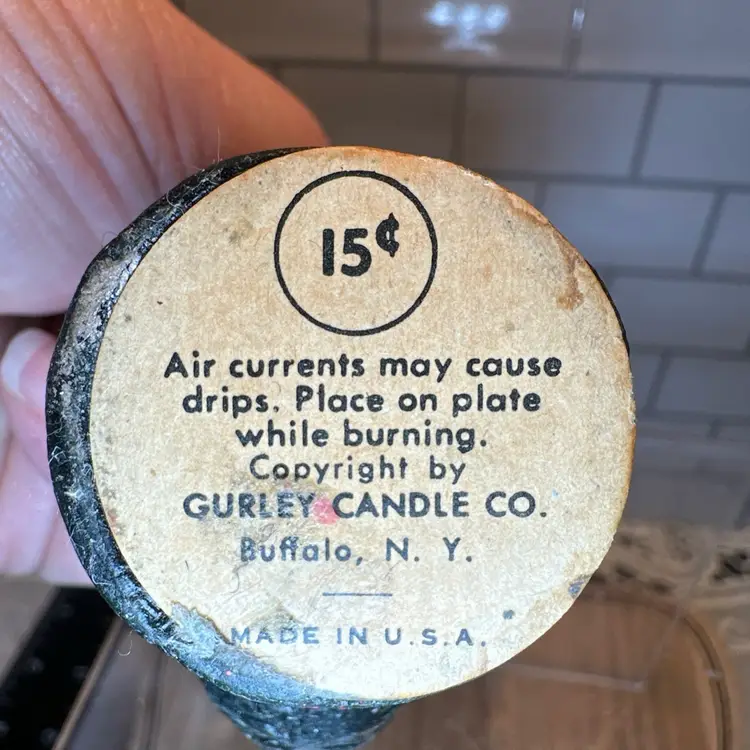 15¢
Air currents may cause
drips. Place on plate
while burning.
Copyright by
GURLEY CANDLE CO.
Buffalo, N. Y.
MADE IN U.S.A.